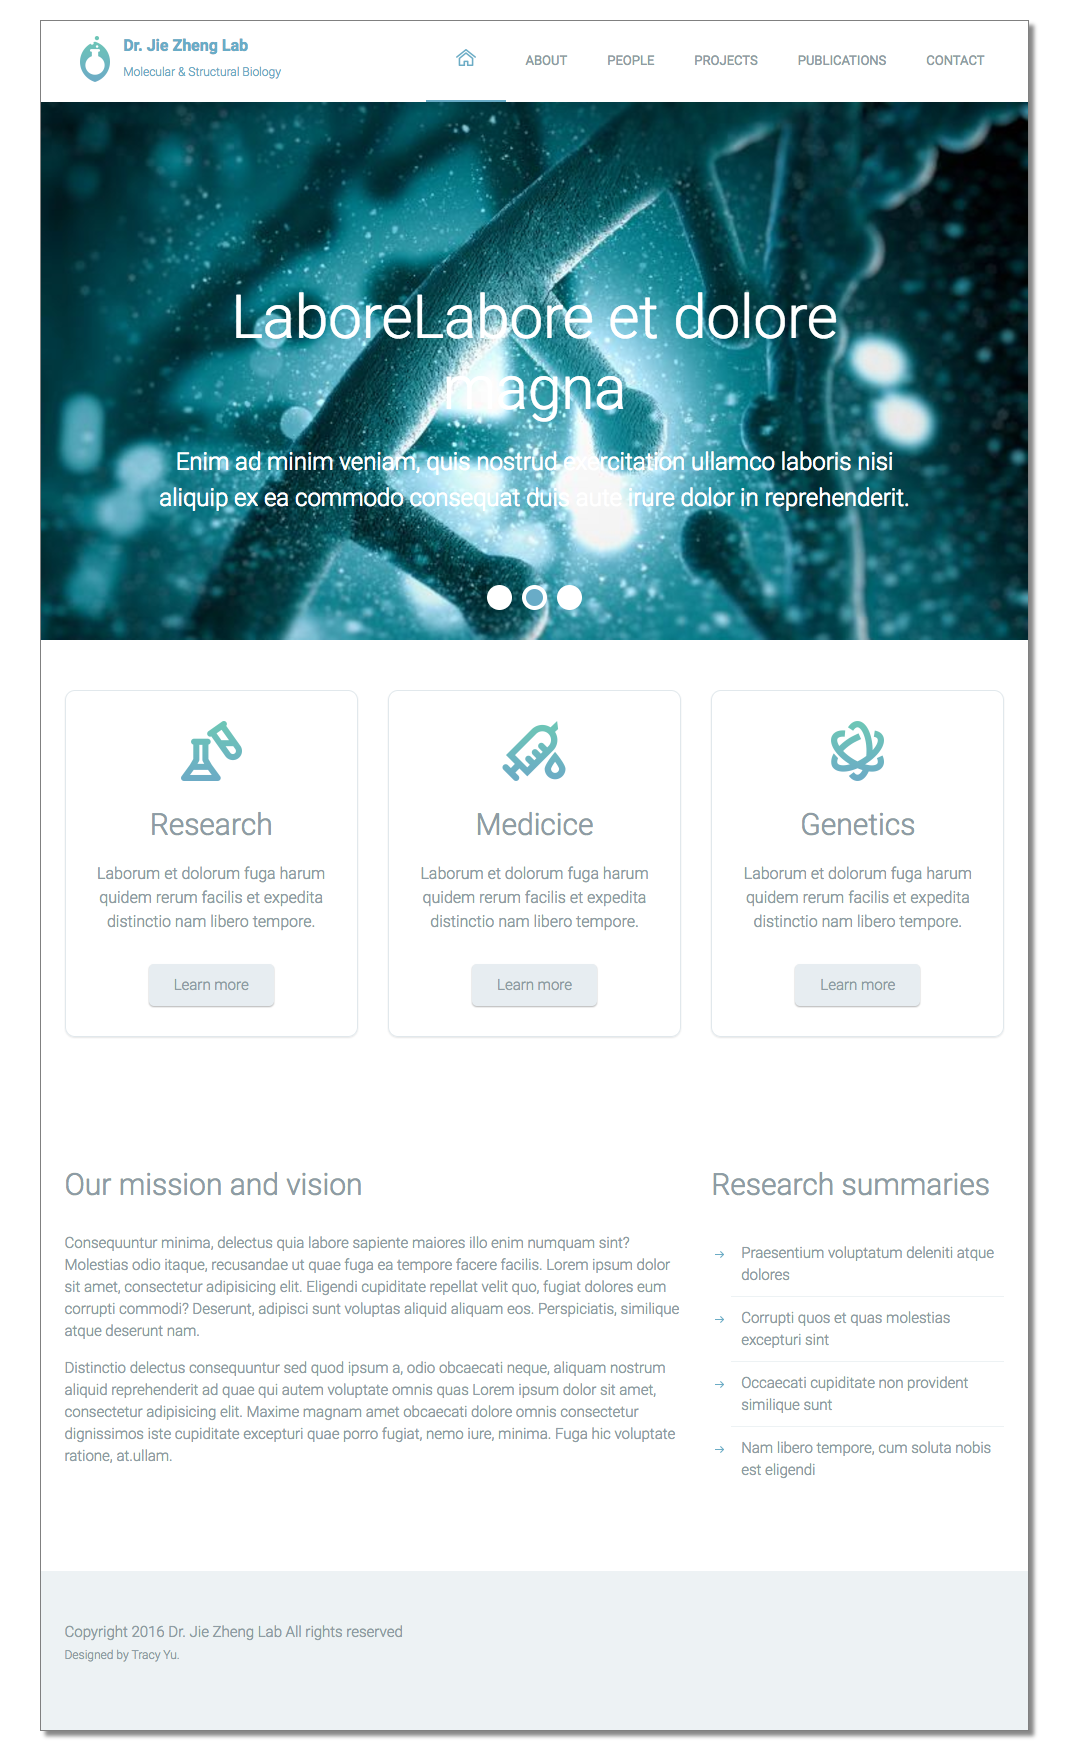 Dr. Jie Zheng Lab
Molecular & Structural Biology
ABOUT
PEOPLE
PROJECTS
PUBLICATIONS
CONTACT
LaboreLabore et dolore
magna
Enim ad minim veniam, quis nostrud exercitation ullamco laboris nisi
aliquip ex ea commodo consequat duis aute irure dolor in reprehenderit.
Research
Laborum et dolorum fuga harum
quidem rerum facilis et expedita
distinctio nam libero tempore.
Learn more
Medicice
Laborum et dolorum fuga harum
quidem rerum facilis et expedita
distinctio nam libero tempore.
Learn more
Genetics
Laborum et dolorum fuga harum
quidem rerum facilis et expedita
distinctio nam libero tempore.
Learn more
Our mission and vision
Consequuntur minima, delectus quia labore sapiente maiores illo enim numquam sint?
Molestias odio itaque, recusandae ut quae fuga ea tempore facere facilis. Lorem ipsum dolor
sit amet, consectetur adipisicing elit. Eligendi cupiditate repellat velit quo, fugiat dolores eum
corrupti commodi? Deserunt, adipisci sunt voluptas aliquid aliquam eos. Perspiciatis, similique
atque deserunt nam.
Distinctio delectus consequuntur sed quod ipsum a, odio obcaecati neque, aliquam nostrum
aliquid reprehenderit ad quae qui autem voluptate omnis quas Lorem ipsum dolor sit amet,
consectetur adipisicing elit. Maxime magnam amet obcaecati dolore omnis consectetur
dignissimos iste cupiditate excepturi quae porro fugiat, nemo iure, minima. Fuga hic voluptate
ratione, at.ullam.
Research summaries
Praesentium voluptatum deleniti atque
dolores
Corrupti quos et quas molestias
excepturi sint
Occaecati cupiditate non provident
similique sunt
Nam libero tempore, cum soluta nobis
est eligendi
Copyright 2016 Dr. Jie Zheng Lab All rights reserved
Designed by Tracy Yu.